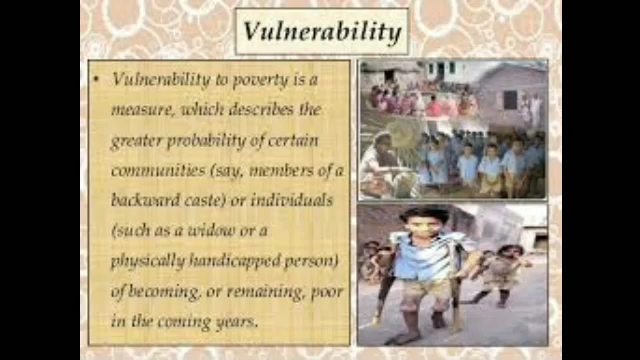 Vulnerability
• Vulnerability to poverty is a
measure, which describes the
greater probability of certain
communities (say, members of a
backward caste) or individuals
(such as a widow or a
physically handicapped person)
of becoming, or remaining, poor
in the coming years.